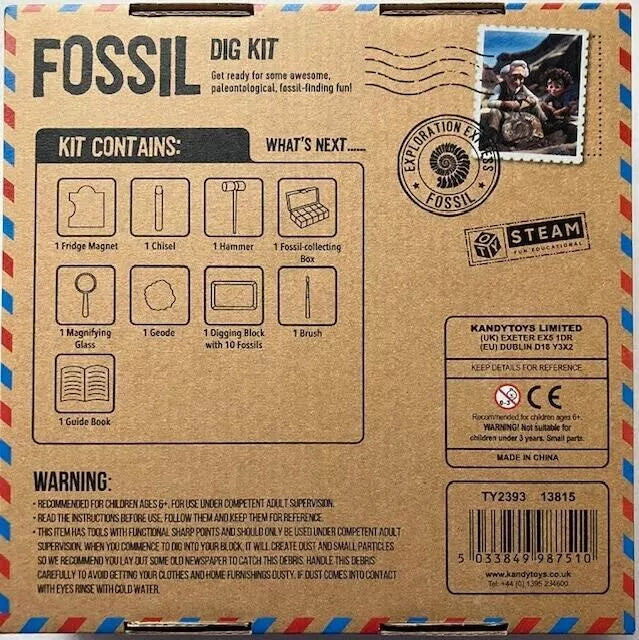 FOSSIL
DIG KIT
Get ready for some awesome,
paleontological, fossil-finding fun!
EXPLORATION EXPRESS
FOSSIL
KIT CONTAINS:
WHAT'S NEXT......
1 Fridge Magnet
1 Chisel
1 Hammer
1 Fossil-collecting
Box
1 Magnifying
Glass
1 Geode
1 Digging Block
with 10 Fossils
1 Brush
1 Guide Book
TOY
STEAM
FUN EDUCATIONAL
KANDYTOYS LIMITED
(UK) EXETER EX5 1DR
(EU) DUBLIN D18 Y3X2
KEEP DETAILS FOR REFERENCE
0-3
CE
Recommended for children ages 6+.
WARNING! Not suitable for
children under 3 years. Small parts.
MADE IN CHINA
WARNING:
• RECOMMENDED FOR CHILDREN AGES 6+. FOR USE UNDER COMPETENT ADULT SUPERVISION.
• READ THE INSTRUCTIONS BEFORE USE, FOLLOW THEM AND KEEP THEM FOR REFERENCE.
• THIS ITEM HAS TOOLS WITH FUNCTIONAL SHARP POINTS AND SHOULD ONLY BE USED UNDER COMPETENT ADULT
SUPERVISION. WHEN YOU COMMENCE TO DIG INTO YOUR BLOCK, IT WILL CREATE DUST AND SMALL PARTICLES
SO WE RECOMMEND YOU LAY OUT SOME OLD NEWSPAPER TO CATCH THIS DEBRIS. HANDLE THIS DEBRIS
CAREFULLY TO AVOID GETTING YOUR CLOTHES AND HOME FURNISHINGS DUSTY. IF DUST COMES INTO CONTACT
WITH EYES RINSE WITH COLD WATER.
TY2393 13815
5 033849 987510
www.kandytoys.co.uk
Tel: +44 (0) 1395 234600